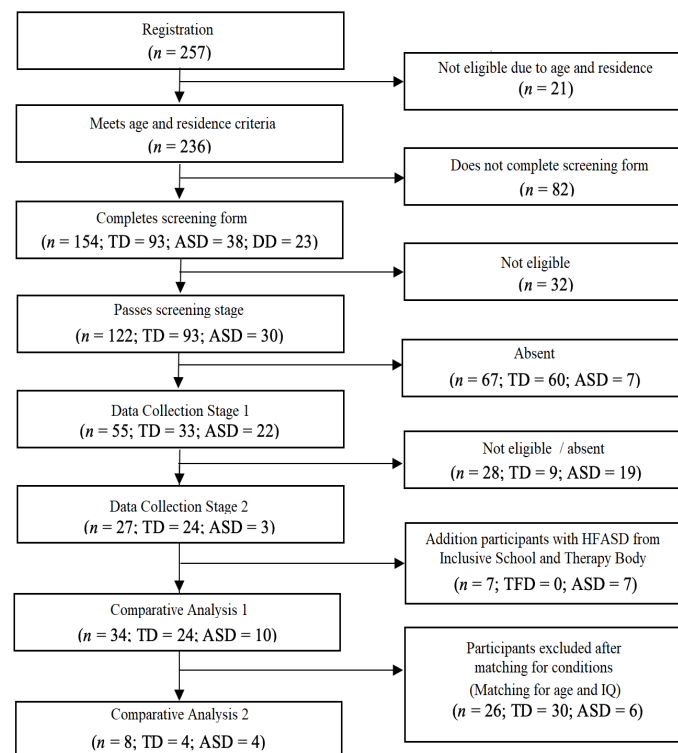 Registration
(n = 257)
Not eligible due to age and residence
(n = 21)
Meets age and residence criteria
(n = 236)
Does not complete screening form
(n = 82)
Completes screening form
(n = 154; TD = 93; ASD = 38; DD = 23)
Not eligible
(n = 32)
Passes screening stage
(n = 122; TD = 93; ASD = 30)
Absent
(n = 67; TD = 60; ASD = 7)
Data Collection Stage 1
(n = 55; TD = 33; ASD = 22)
Not eligible / absent
(n = 28; TD = 9; ASD = 19)
Data Collection Stage 2
(n = 27; TD = 24; ASD = 3)
Addition participants with HFASD from
Inclusive School and Therapy Body
(n = 7; TFD = 0; ASD = 7)
Comparative Analysis 1
(n = 34; TD = 24; ASD = 10)
Participants excluded after
matching for conditions
(Matching for age and IQ)
(n = 26; TD = 30; ASD = 6)
Comparative Analysis 2
(n = 8; TD = 4; ASD = 4)